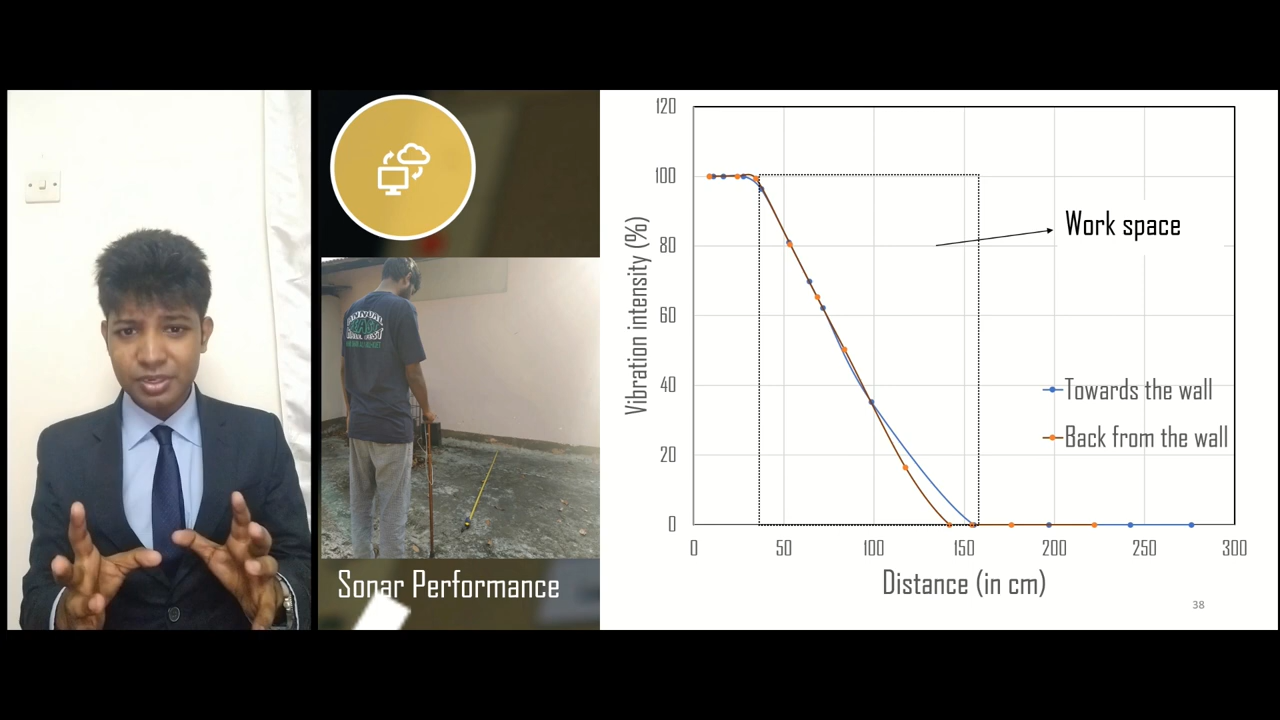 Sonar Performance
120
100
80
60
40
20
0
Vibration intensity (%)
0 50 100 150 200 250 300
Distance (in cm)
Work space
Towards the wall
Back from the wall
38